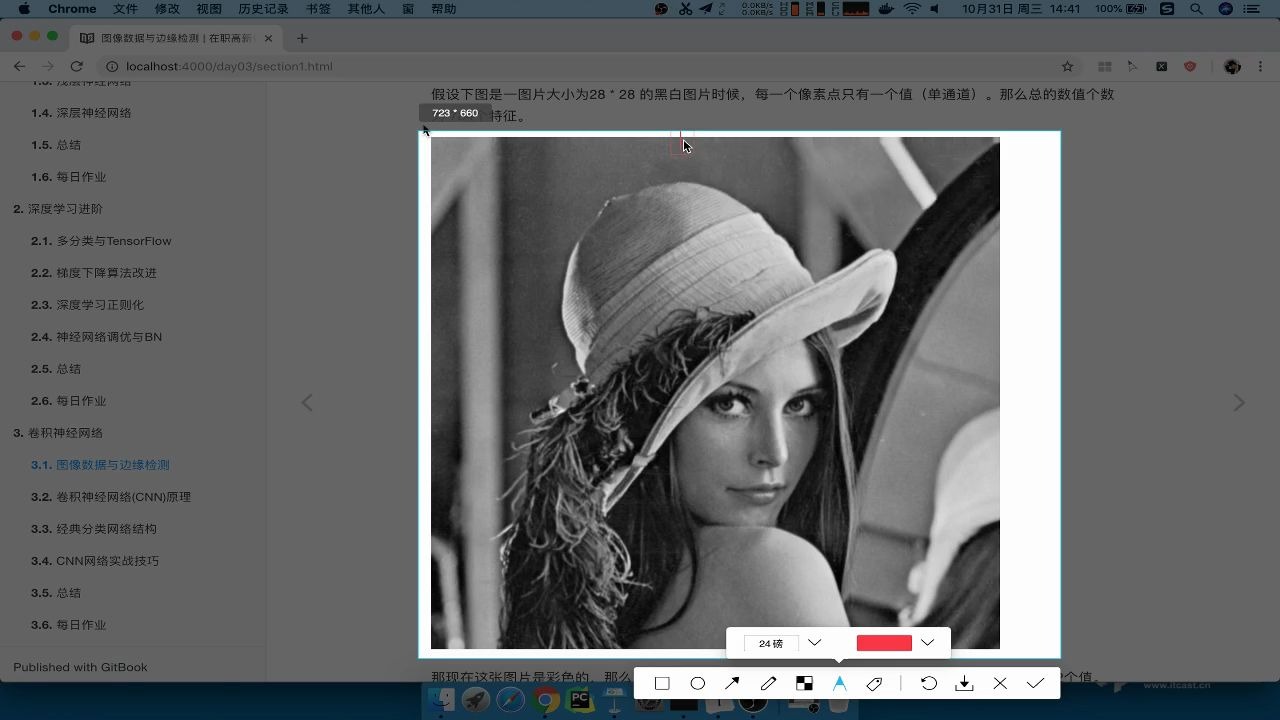 Chrome 文件 修改 视图 历史记录 书签 其他人 窗 帮助
0.0KB/s
0.0KB/s
10月31日 周三 14:41 100%
图像数据与边缘检测 | 在职高新
localhost:4000/day03/section1.html
1.4. 深层神经网络
1.5. 总结
1.6. 每日作业
2. 深度学习进阶
2.1. 多分类与TensorFlow
2.2. 梯度下降算法改进
2.3. 深度学习正则化
2.4. 神经网络调优与BN
2.5. 总结
2.6. 每日作业
3. 卷积神经网络
3.1. 图像数据与边缘检测
3.2. 卷积神经网络(CNN)原理
3.3. 经典分类网络结构
3.4. CNN网络实战技巧
3.5. 总结
3.6. 每日作业
Published with GitBook
假设下图是一图片大小为28 * 28 的黑白图片时候，每一个像素点只有一个值（单通道）。那么总的数值个数
特征。
723 * 660
24 磅
那现在这张图片是彩色的，那么
个值。
www.itcast.cn
PC